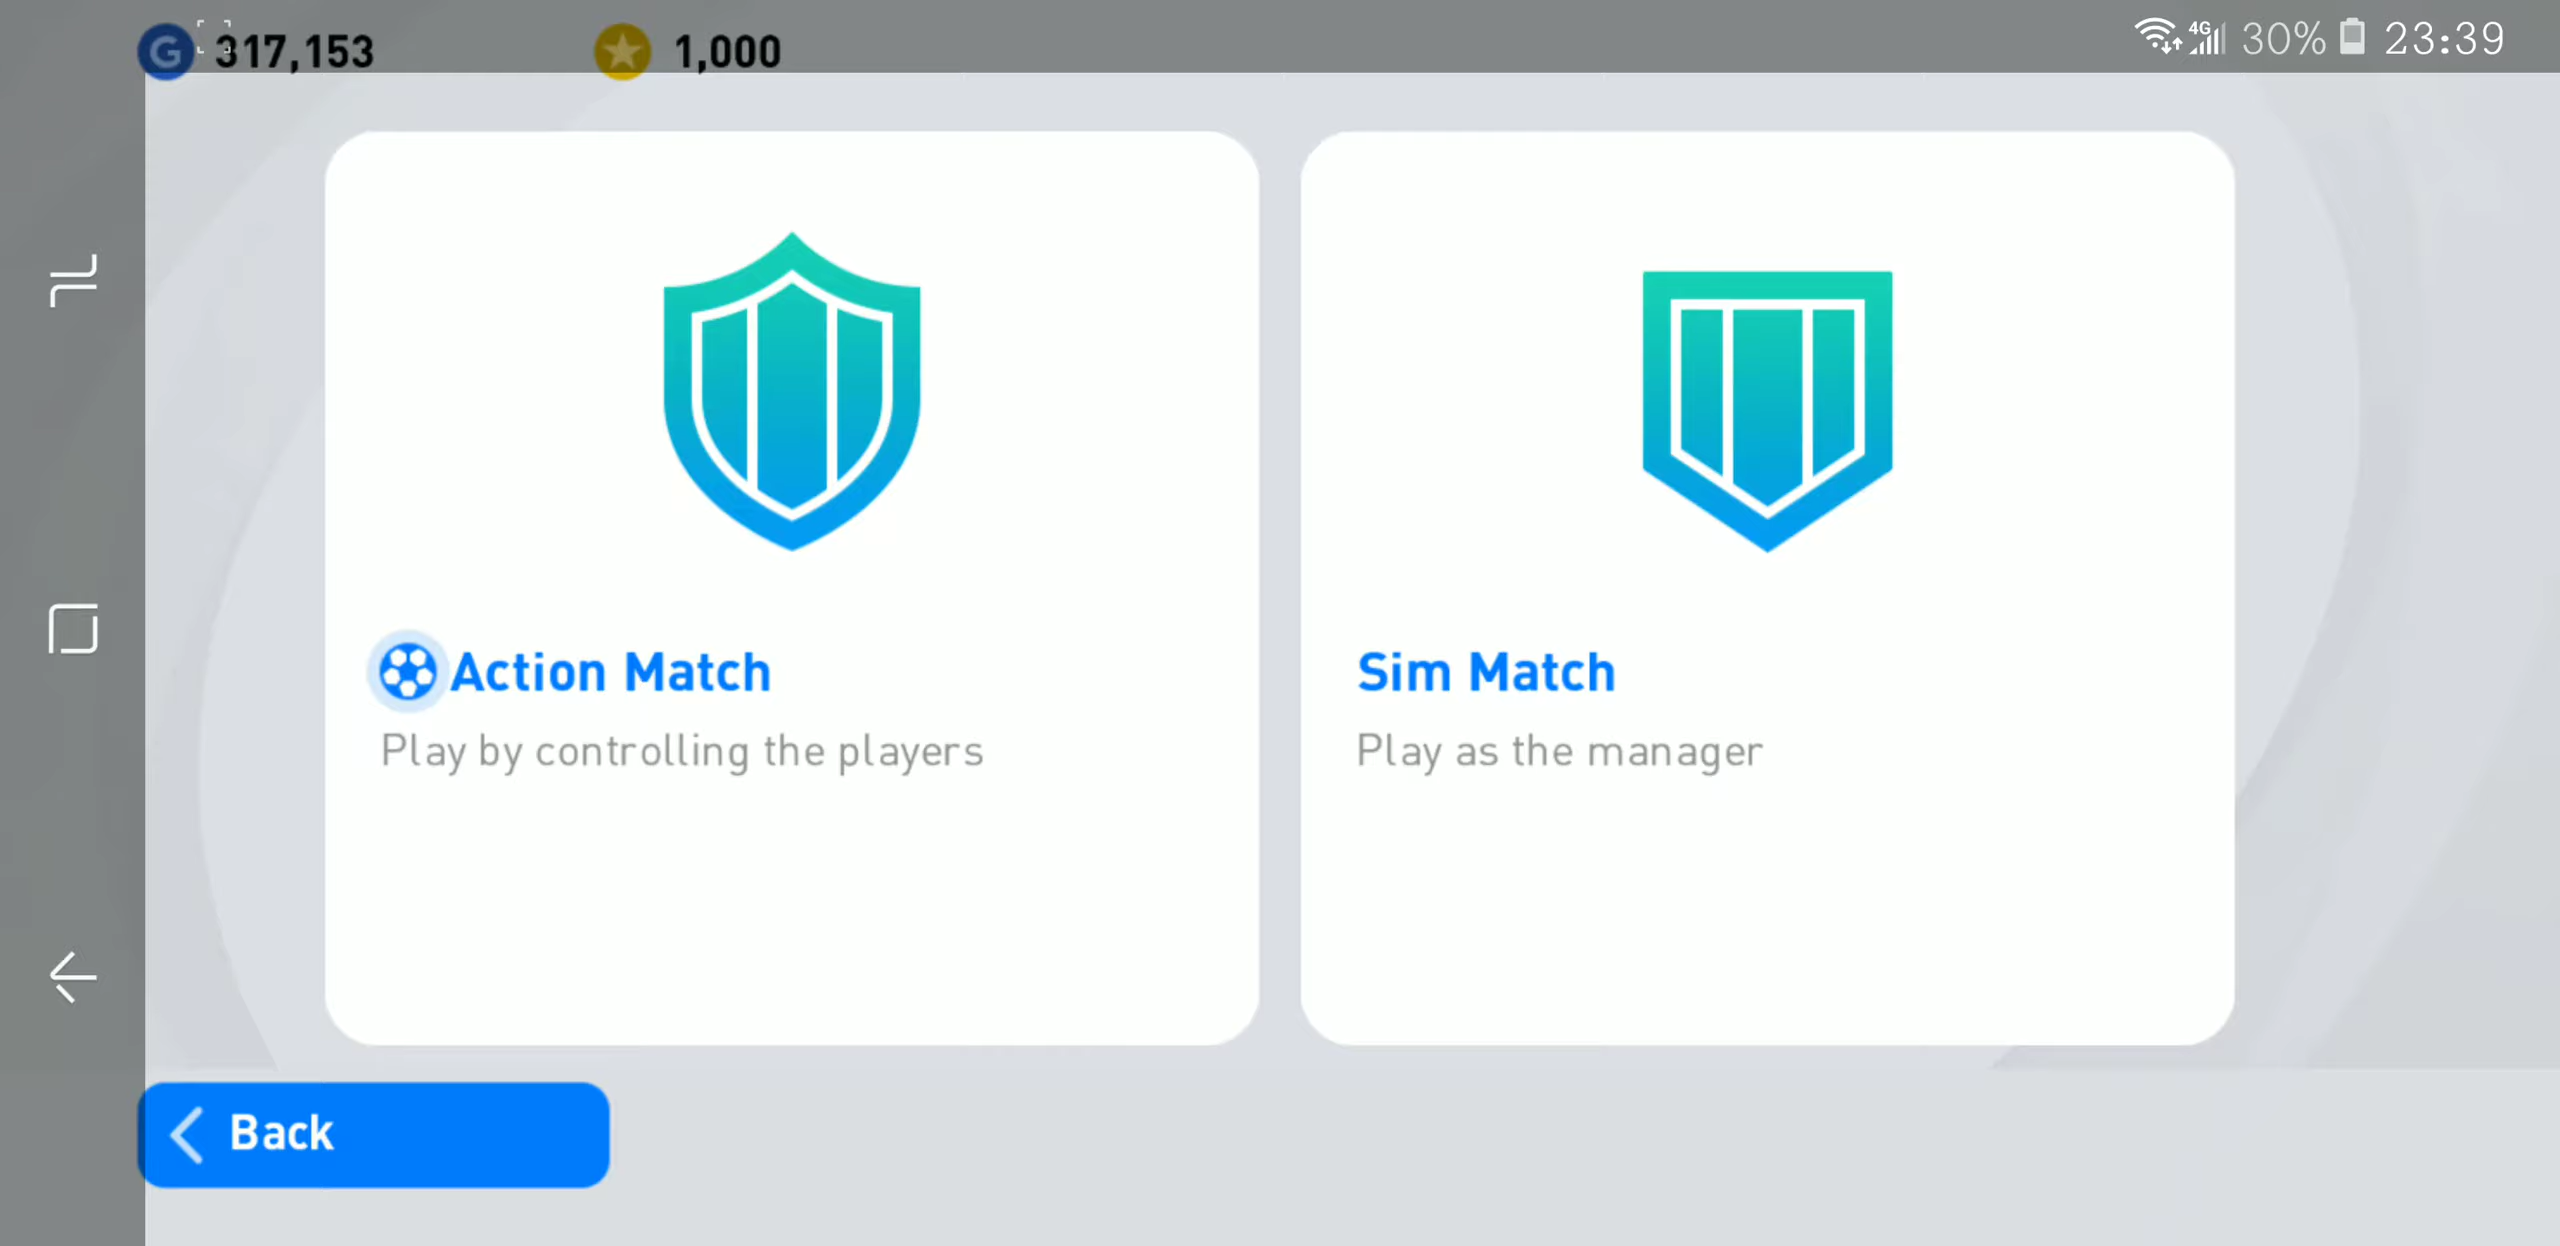 G 317,153 1,000 4G 30% 23:39
Action Match
Play by controlling the players
Sim Match
Play as the manager
Back